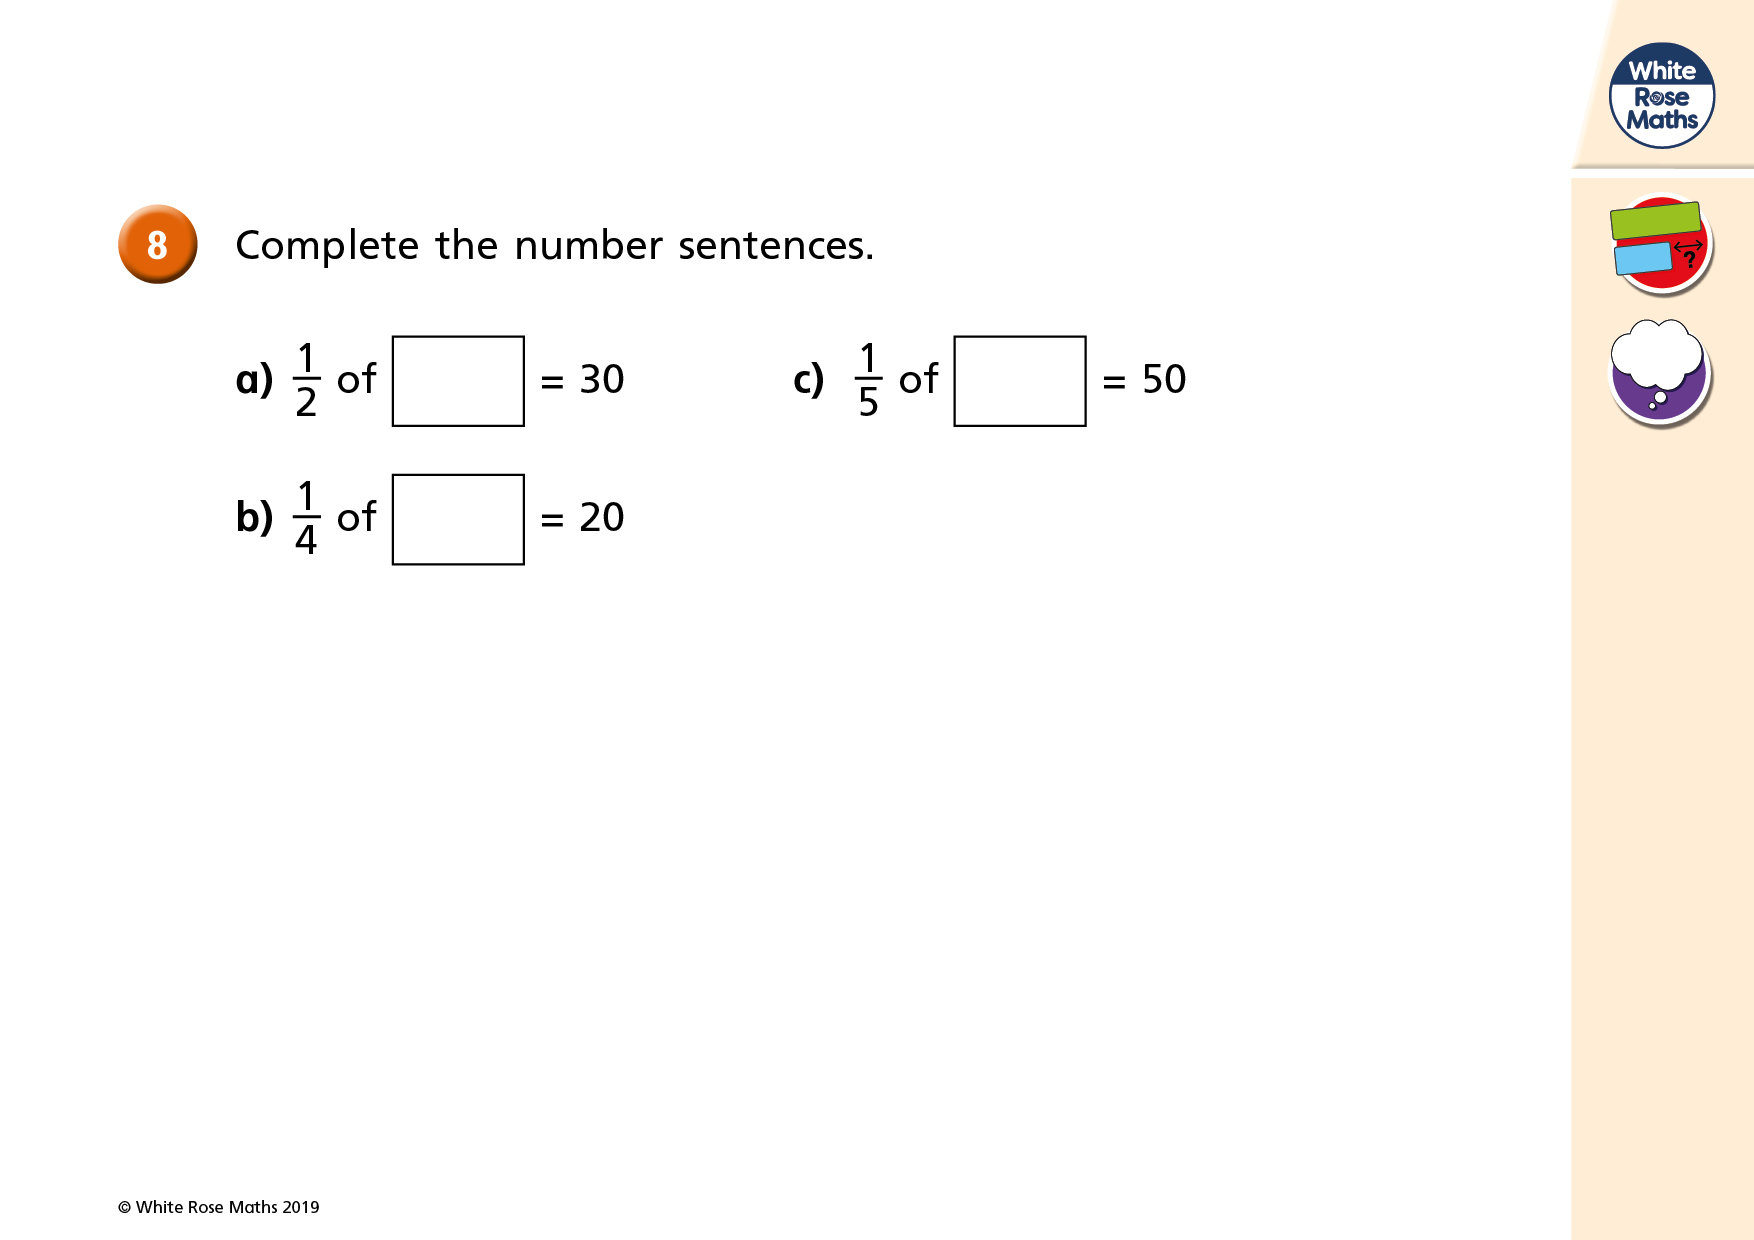 White
Rose
Maths
8 Complete the number sentences.
a) 1/2 of = 30
c) 1/5 of = 50
b) 1/4 of = 20
?
© White Rose Maths 2019